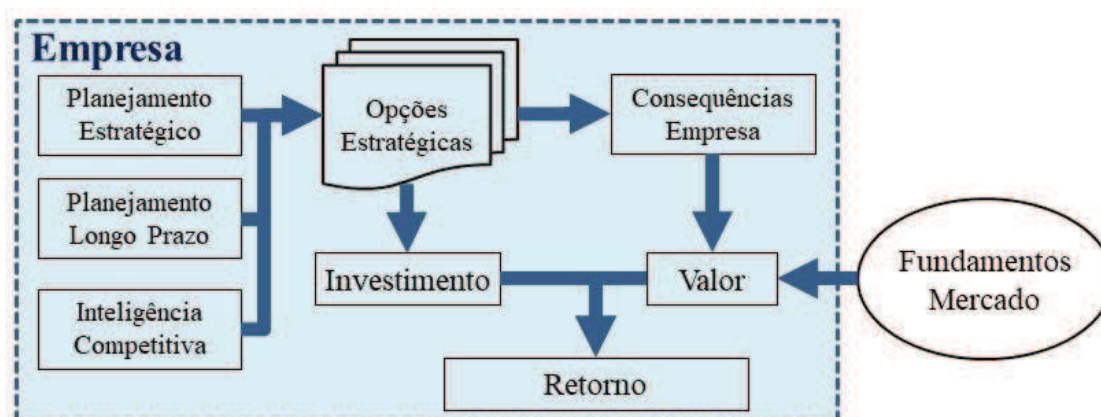 Empresa
Planejamento
Estratégico
Planejamento
Longo Prazo
Inteligência
Competitiva
Opções
Estratégicas
Consequências
Empresa
Investimento
Valor
Retorno
Fundamentos
Mercado